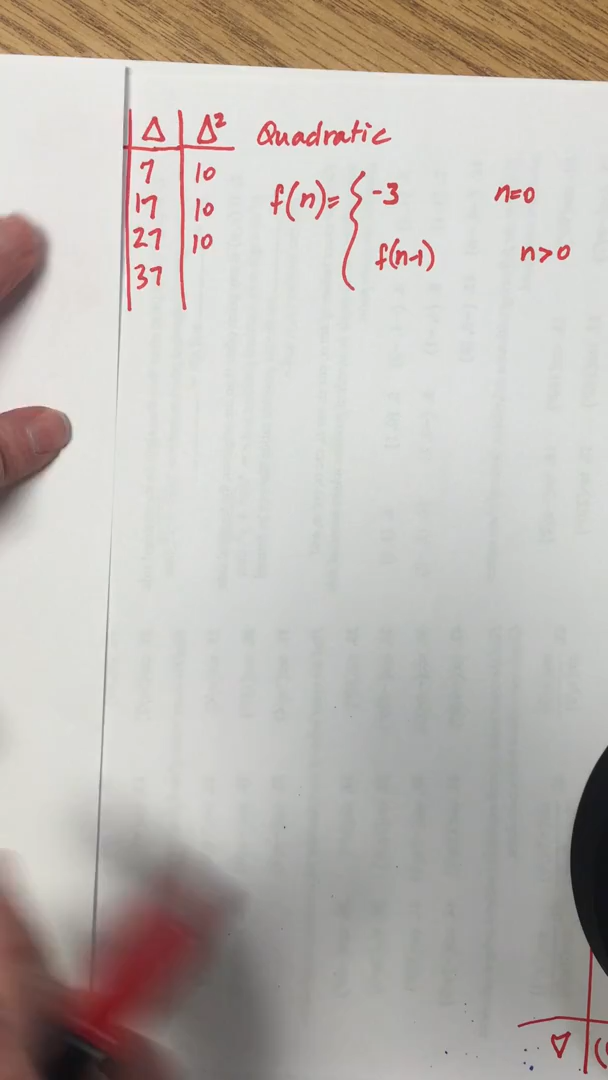 Δ Δ² Quadratic
7 10
17 10
27 10
37
f(n)= { -3 n=0
f(n-1) n>0